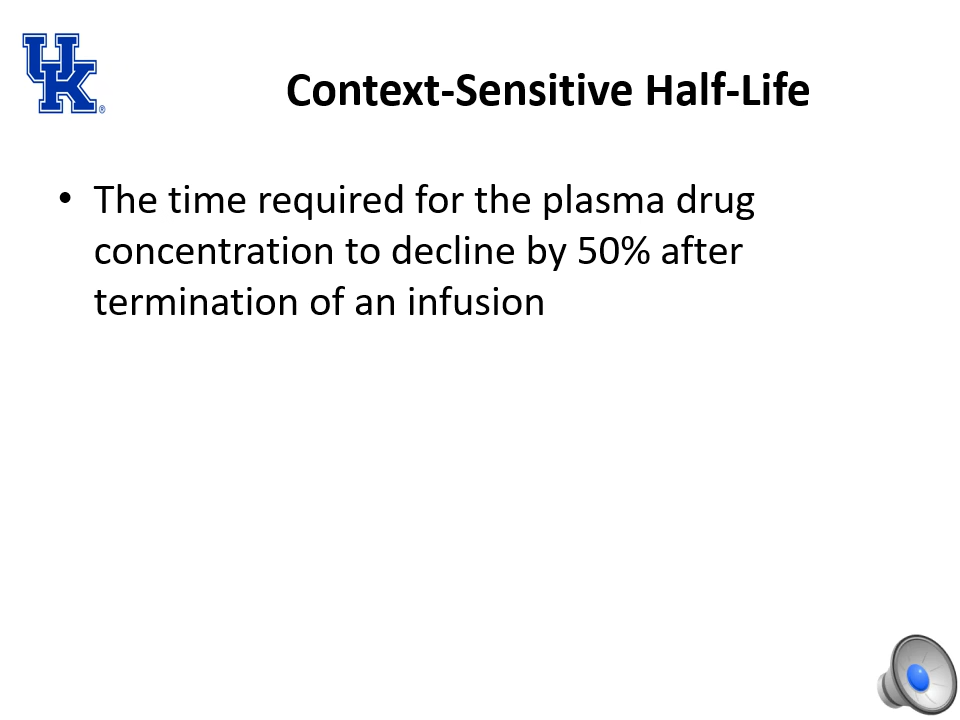 UK®
Context-Sensitive Half-Life
• The time required for the plasma drug
concentration to decline by 50% after
termination of an infusion